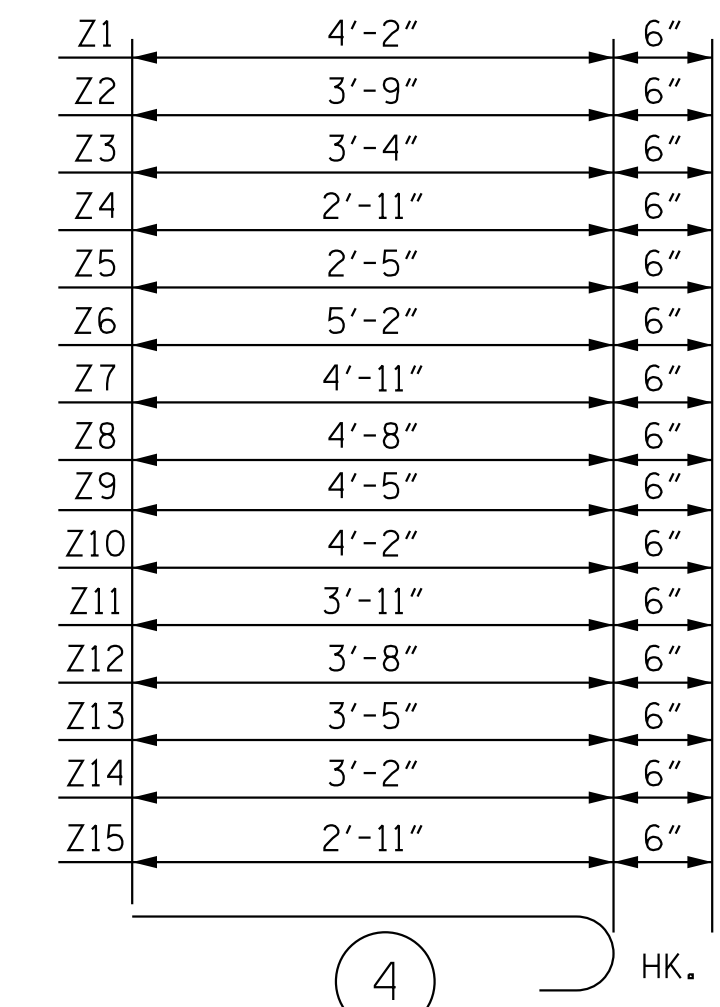 Z1 4'-2" 6"
Z2 3'-9" 6"
Z3 3'-4" 6"
Z4 2'-11" 6"
Z5 2'-5" 6"
Z6 5'-2" 6"
Z7 4'-11" 6"
Z8 4'-8" 6"
Z9 4'-5" 6"
Z10 4'-2" 6"
Z11 3'-11" 6"
Z12 3'-8" 6"
Z13 3'-5" 6"
Z14 3'-2" 6"
Z15 2'-11" 6"
HK.
4